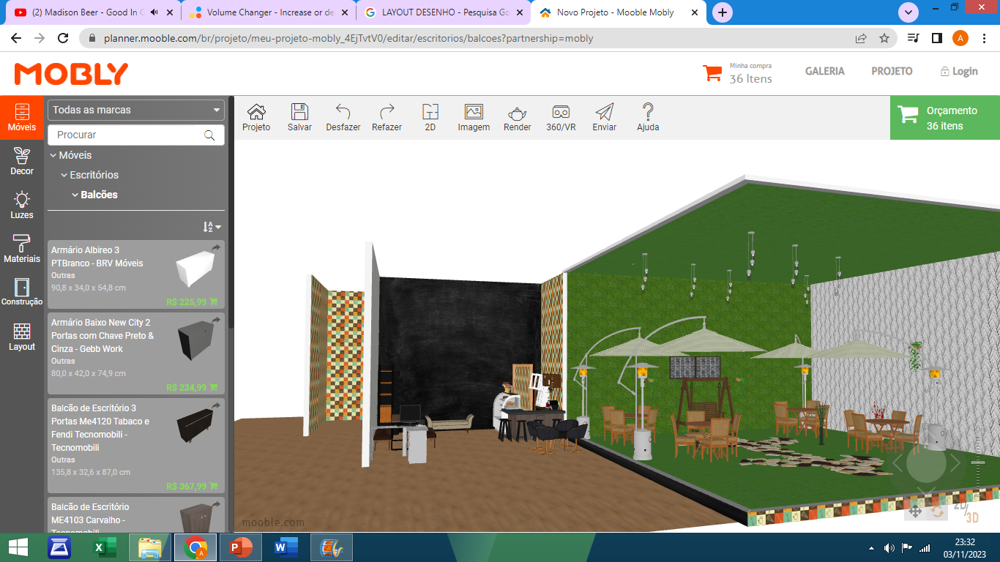 (2) Madison Beer - Good In G
Volume Changer - Increase or de
LAYOUT DESENHO - Pesquisa Go
Novo Projeto - Mooble Mobly
planner.mooble.com/br/projeto/meu-projeto-mobly_4EjTvtV0/editar/escritorios/balcoes?partnership=mobly
A
MOBLY
Minha compra
36 Itens
GALERIA
PROJETO
Login
Móveis
Decor
Luzes
Materiais
Construção
Layout
Todas as marcas
Procurar
Móveis
Escritórios
Balcões
A
Z
Armário Albireo 3
PTBranco - BRV Móveis
Outras
90,8 x 34,0 x 54,8 cm
R$ 225,99
Armário Baixo New City 2
Portas com Chave Preto &
Cinza - Gebb Work
Outras
80,0 x 42,0 x 74,9 cm
R$ 234,99
Balcão de Escritório 3
Portas Me4120 Tabaco e
Fendi Tecnomobili -
Tecnomobili
Outras
135,8 x 32,6 x 87,0 cm
R$ 367,99
Balcão de Escritório
ME4103 Carvalho -
Tecnomobili
Projeto
Salvar
Desfazer
Refazer
2D
Imagem
Render
360/VR
Enviar
Ajuda
Orçamento
36 itens
mooble.com
2D/
3D
23:32
03/11/2023